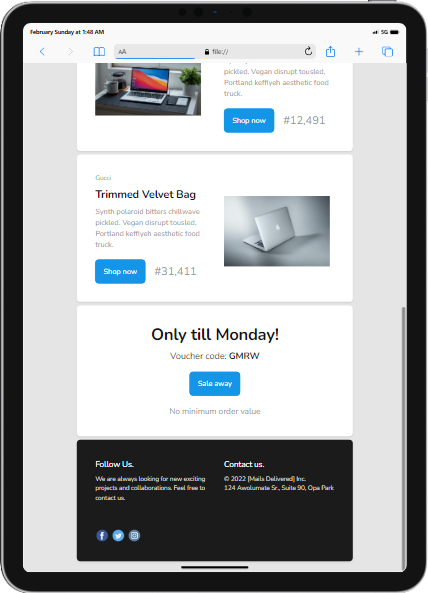 February Sunday at 1:48 AM
5G
AA
file://
pickled. Vegan disrupt tousled,
Portland keffiyeh aesthetic food
truck.
Shop now
#12,491
Gucci
Trimmed Velvet Bag
Synth polaroid bitters chillwave
pickled. Vegan disrupt tousled,
Portland keffiyeh aesthetic food
truck.
Shop now
#31,411
Only till Monday!
Voucher code: GMRW
Sale away
No minimum order value
Follow Us.
We are always looking for new exciting
projects and collaborations. Feel free to
contact us.
Contact us.
© 2022 [Mails Delivered] Inc.
124 Awolumate Sr., Suite 90, Opa Park